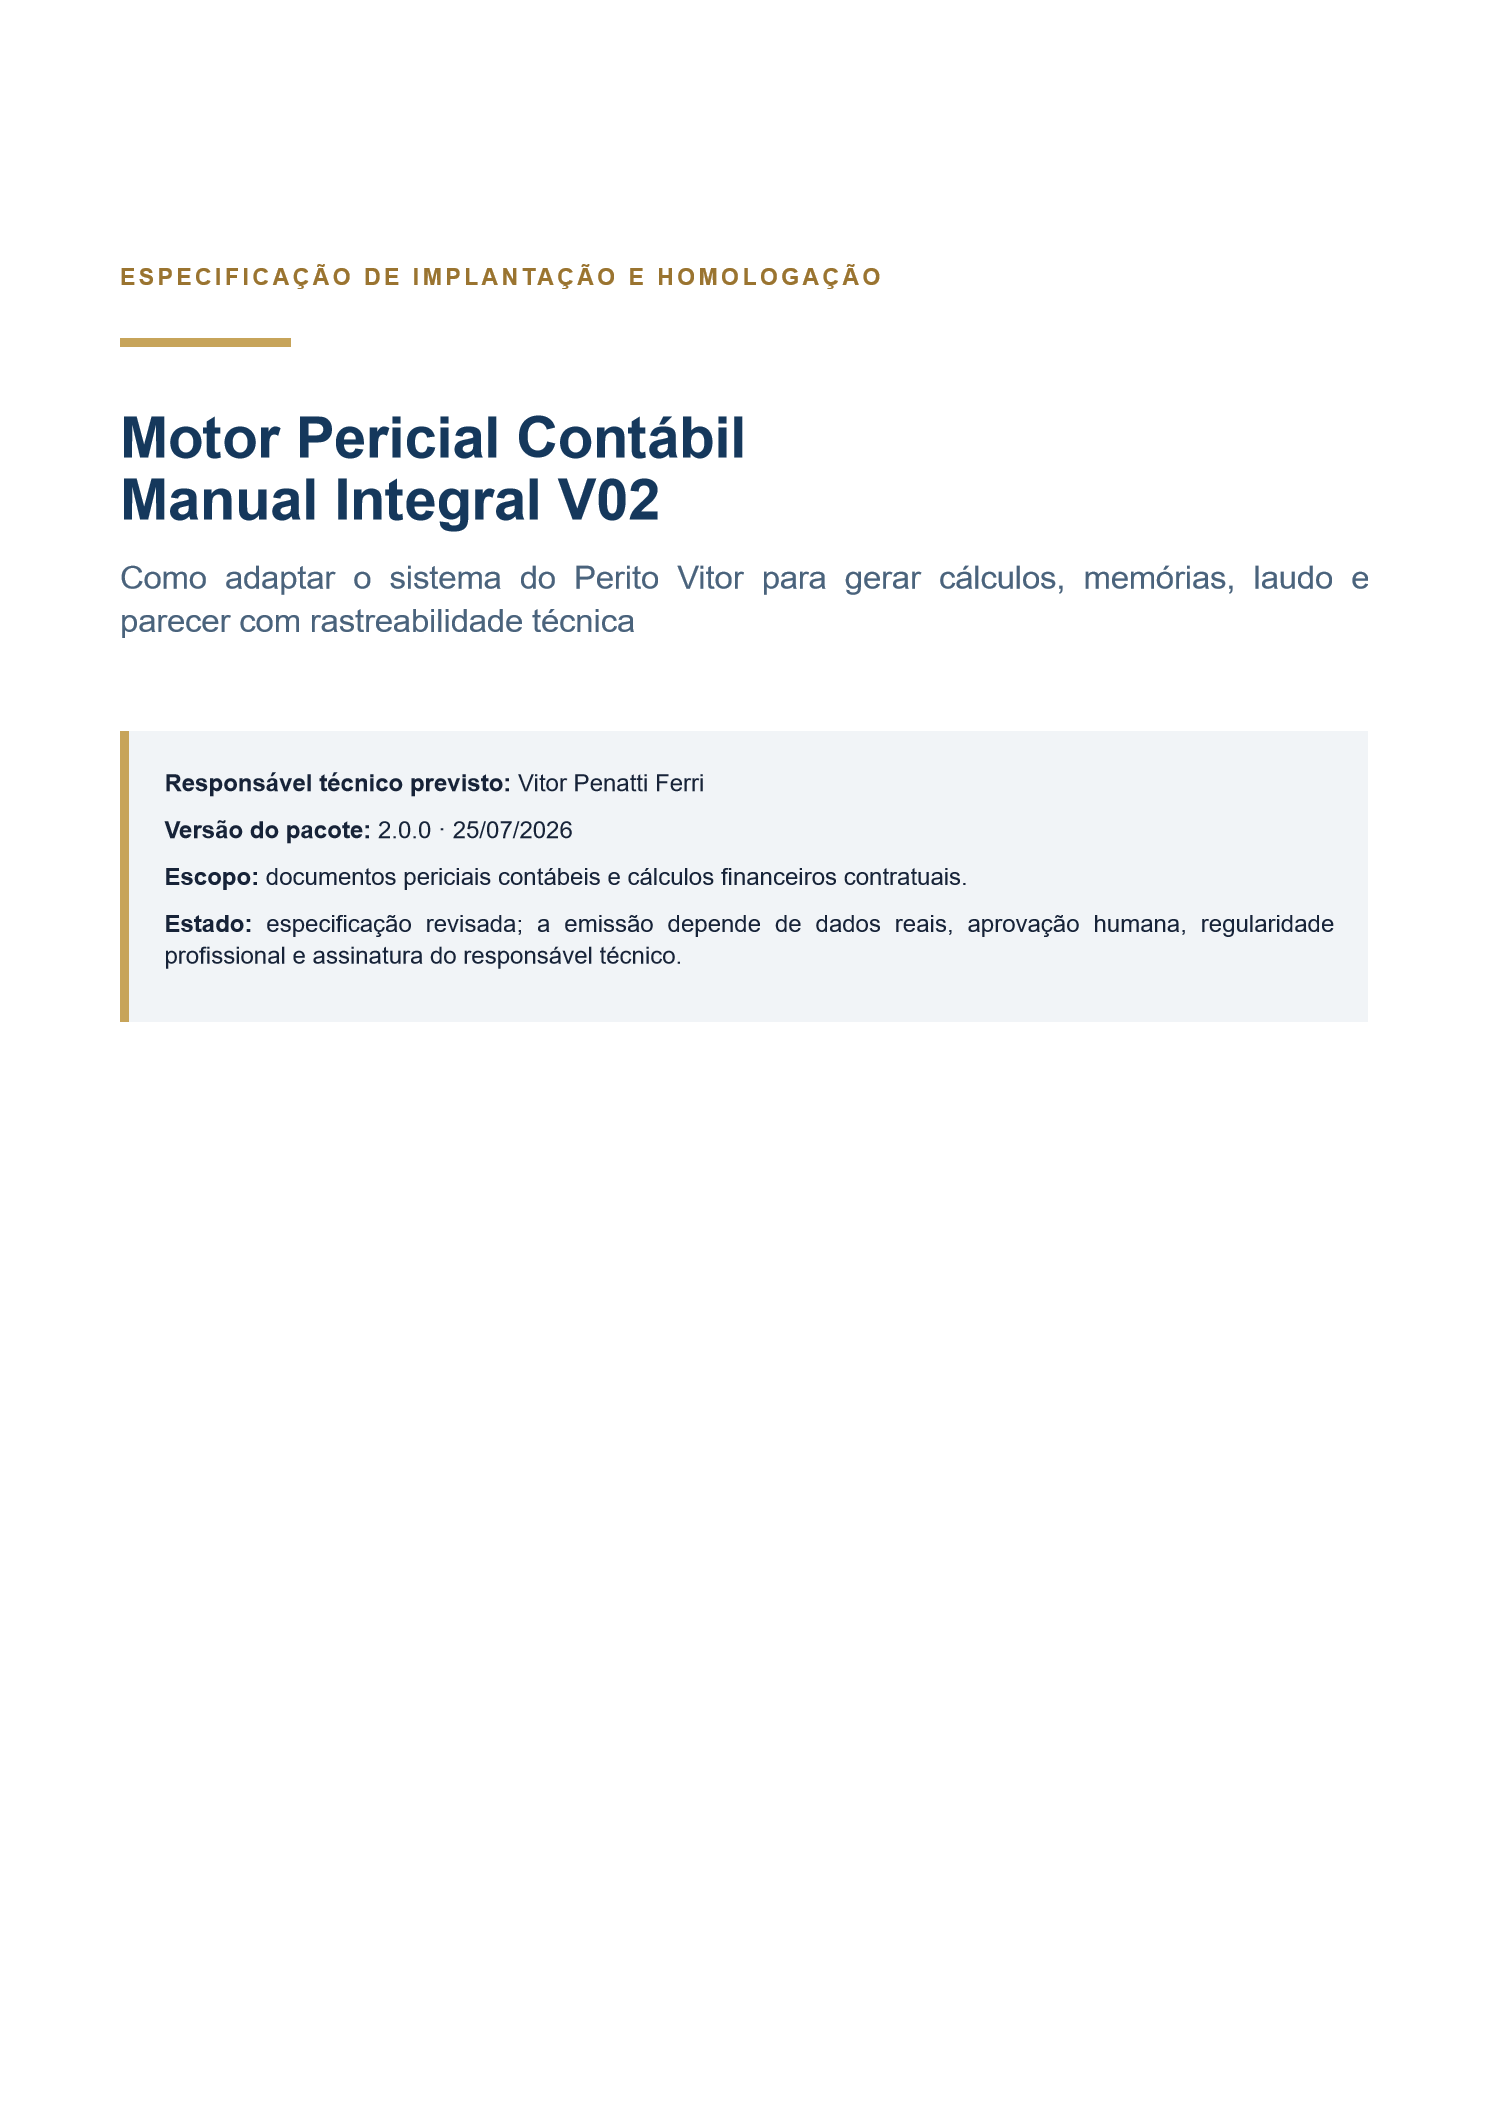 ESPECIFICAÇÃO DE IMPLANTAÇÃO E HOMOLOGAÇÃO
Motor Pericial Contábil
Manual Integral V02
Como adaptar o sistema do Perito Vitor para gerar cálculos, memórias, laudo e
parecer com rastreabilidade técnica
Responsável técnico previsto: Vitor Penatti Ferri
Versão do pacote: 2.0.0 · 25/07/2026
Escopo: documentos periciais contábeis e cálculos financeiros contratuais.
Estado: especificação revisada; a emissão depende de dados reais, aprovação humana, regularidade
profissional e assinatura do responsável técnico.